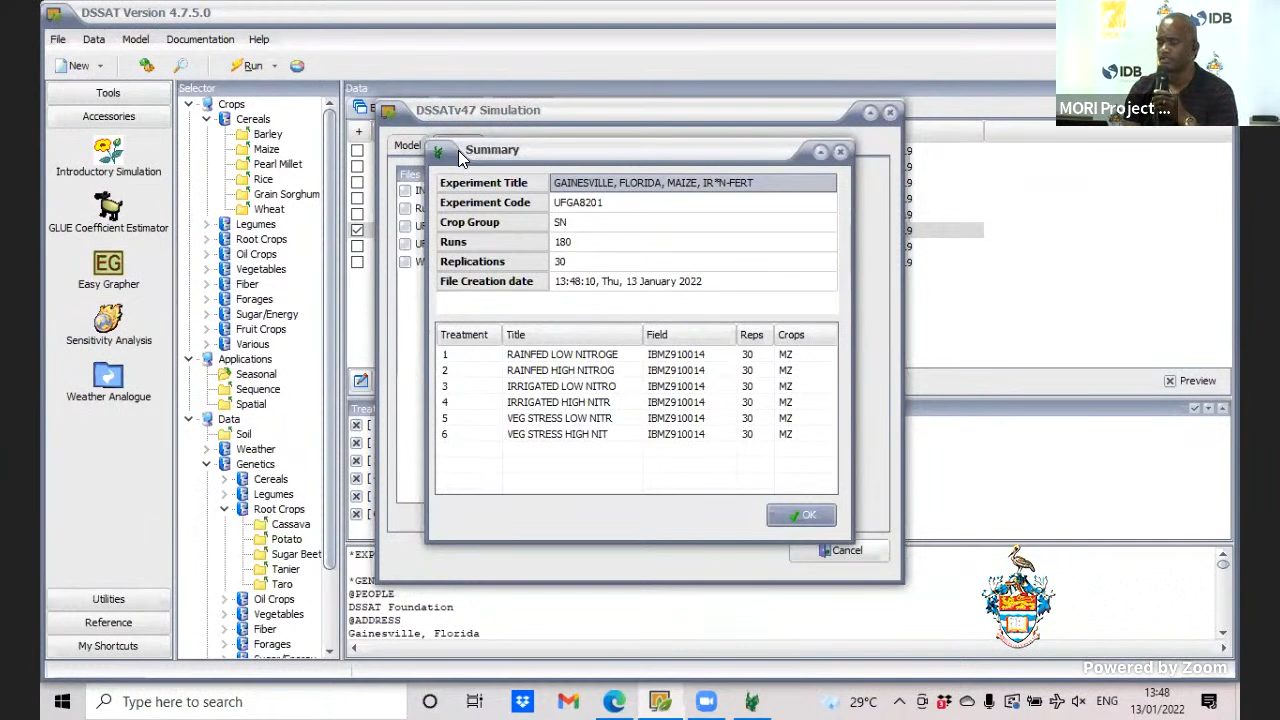 DSSAT Version 4.7.5.0
File Data Model Documentation Help
New Run
Tools
Accessories
Introductory Simulation
GLUE Coefficient Estimator
Easy Grapher
Sensitivity Analysis
Weather Analogue
Utilities
Reference
My Shortcuts
Selector
Crops
Cereals
Barley
Maize
Pearl Millet
Rice
Grain Sorghum
Wheat
Legumes
Root Crops
Oil Crops
Vegetables
Fiber
Forages
Sugar/Energy
Fruit Crops
Various
Applications
Seasonal
Sequence
Spatial
Data
Soil
Weather
Genetics
Cereals
Legumes
Root Crops
Cassava
Potato
Sugar Beet
Tanier
Taro
Oil Crops
Vegetables
Fiber
Forages
Data
DSSATv47 Simulation
Model
Files
Summary
Experiment Title GAINESVILLE, FLORIDA, MAIZE, IR*N-FERT
Experiment Code UFGA8201
Crop Group SN
Runs 180
Replications 30
File Creation date 13:48:10, Thu, 13 January 2022
Treatment Title Field Reps Crops
1 RAINFED LOW NITROGE IBMZ910014 30 MZ
2 RAINFED HIGH NITROG IBMZ910014 30 MZ
3 IRRIGATED LOW NITRO IBMZ910014 30 MZ
4 IRRIGATED HIGH NITR IBMZ910014 30 MZ
5 VEG STRESS LOW NITR IBMZ910014 30 MZ
6 VEG STRESS HIGH NIT IBMZ910014 30 MZ
OK
Cancel
Preview
*EXP
*GEN
@PEOPLE
DSSAT Foundation
@ADDRESS
Gainesville, Florida
IDB
IDB
MORI Project ...
Powered by Zoom
Type here to search
29°C
ENG
13:48
13/01/2022